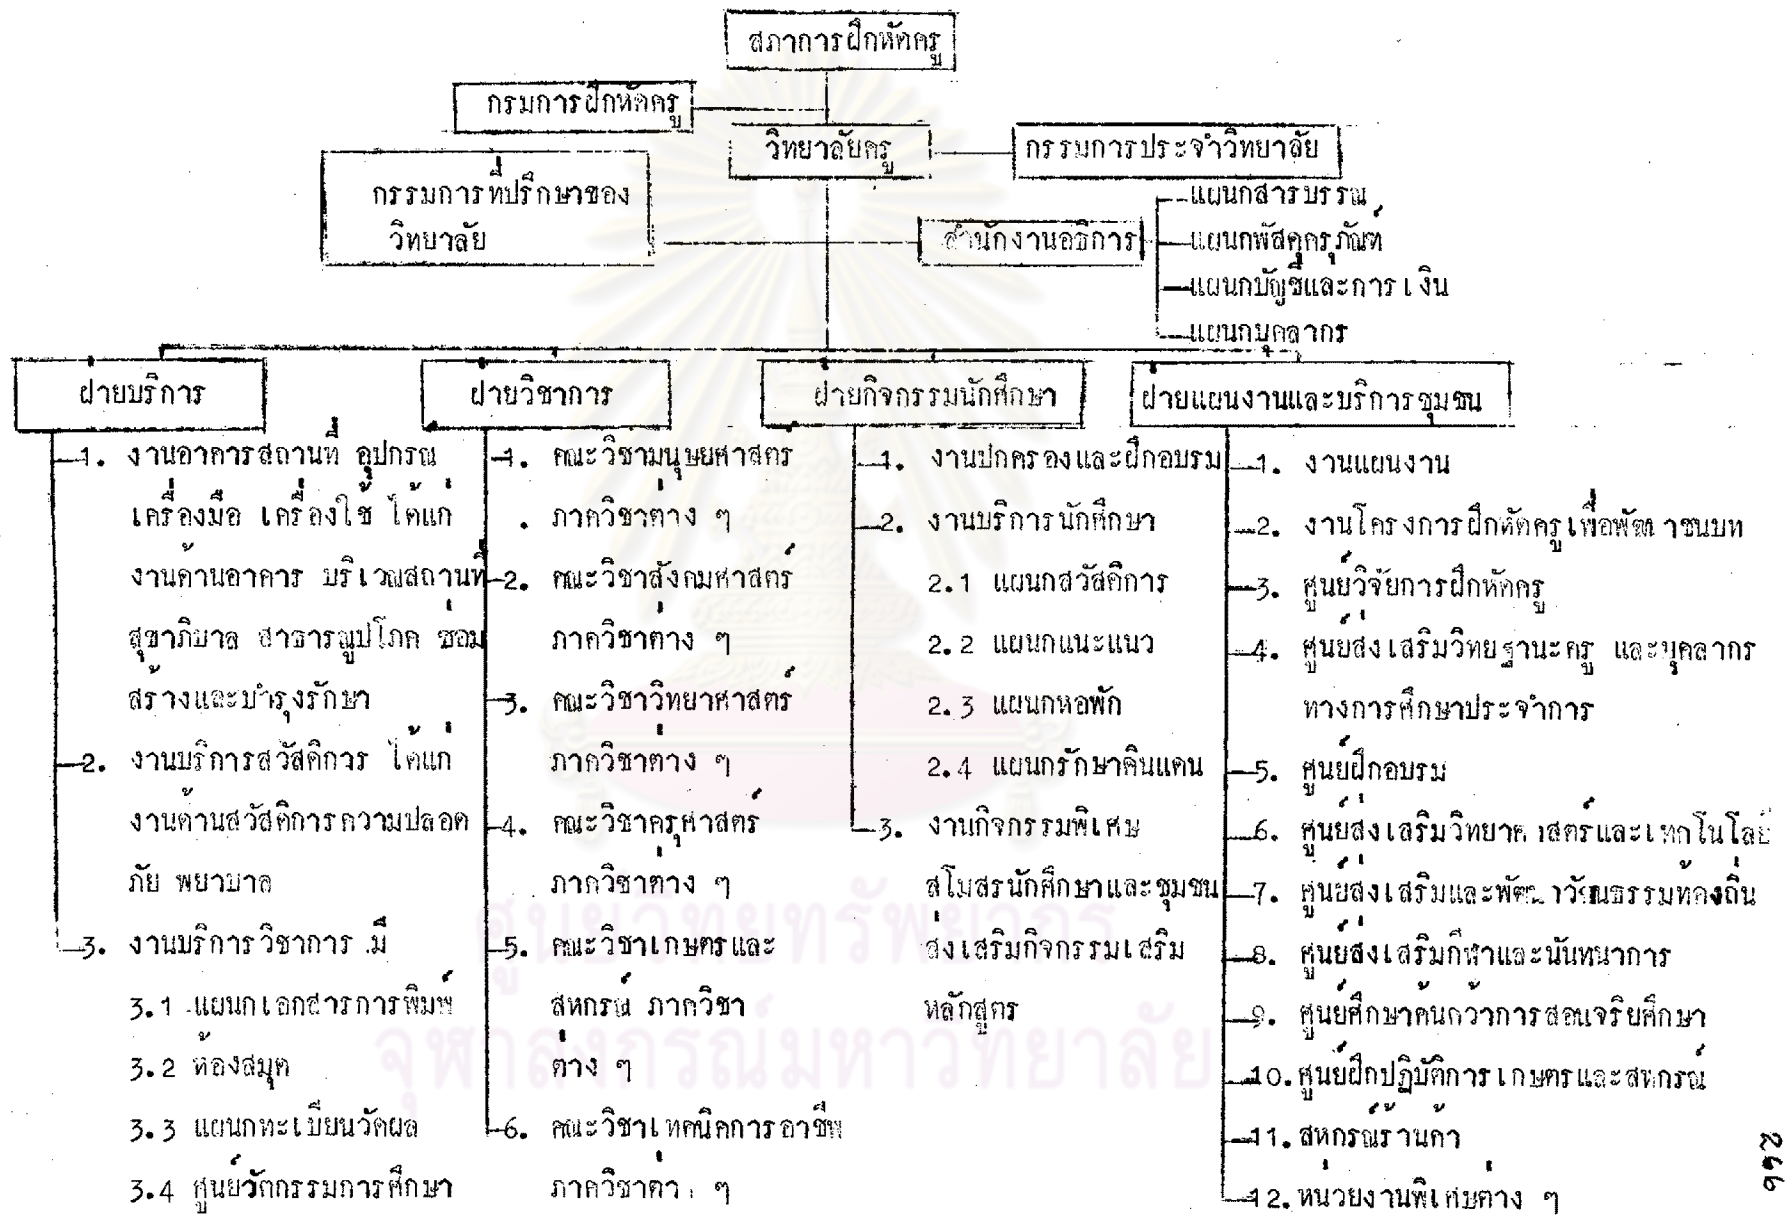 สภาการฝึกหัดครู
กรมการฝึกหัดครู
วิทยาลัยครู
กรรมการประจำวิทยาลัย
กรรมการที่ปรึกษาของ
วิทยาลัย
สำนักงานอธิการ
แผนกสารบรรณ
แผนกพัสดุครุภัณฑ์
แผนกบัญชีและการเงิน
แผนกบุคลากร
ฝ่ายบริการ
1. งานอาคารสถานที่ อุปกรณ์
เครื่องมือ เครื่องใช้ ได้แก่
งานด้านอาคาร บริเวณสถานที่
สุขาภิบาล สาธารณูปโภค ซ่อม
สร้างและบำรุงรักษา
2. งานบริการสวัสดิการ ได้แก่
งานด้านสวัสดิการความปลอด
ภัย พยาบาล
3. งานบริการวิชาการ มี
3.1 แผนกเอกสารการพิมพ์
3.2 ห้องสมุด
3.3 แผนกทะเบียนวัดผล
3.4 ศูนย์วัตกรรมการศึกษา
ฝ่ายวิชาการ
1. คณะวิชามนุษยศาสตร์
ภาควิชาต่าง ๆ
2. คณะวิชาสังคมศาสตร์
ภาควิชาต่าง ๆ
3. คณะวิชาวิทยาศาสตร์
ภาควิชาต่าง ๆ
4. คณะวิชาครุศาสตร์
ภาควิชาต่าง ๆ
5. คณะวิชาเกษตรและ
สหกรณ์ ภาควิชา
ต่าง ๆ
6. คณะวิชาเทคนิคการอาชีพ
ภาควิชาต่าง ๆ
ฝ่ายกิจกรรมนักศึกษา
1. งานปกครองและฝึกอบรม
2. งานบริการนักศึกษา
2.1 แผนกสวัสดิการ
2.2 แผนกแนะแนว
2.3 แผนกหอพัก
2.4 แผนกรักษาดินแดน
3. งานกิจกรรมพิเศษ
สโมสรนักศึกษาและชุมชน
ส่งเสริมกิจกรรมเสริม
หลักสูตร
ฝ่ายแผนงานและบริการชุมชน
1. งานแผนงาน
2. งานโครงการฝึกหัดครูเพื่อพัฒนาชนบท
3. ศูนย์วิจัยการฝึกหัดครู
4. ศูนย์ส่งเสริมวิทยฐานะครู และบุคลากร
ทางการศึกษาประจำการ
5. ศูนย์ฝึกอบรม
6. ศูนย์ส่งเสริมวิทยาศาสตร์และเทคโนโลยี
7. ศูนย์ส่งเสริมและพัฒนาวัฒนธรรมท้องถิ่น
8. ศูนย์ส่งเสริมกีฬาและนันทนาการ
9. ศูนย์ศึกษาค้นคว้าการสอนจริยศึกษา
10. ศูนย์ฝึกปฏิบัติการเกษตรและสหกรณ์
11. สหกรณ์ร้านค้า
12. หน่วยงานพิเศษต่าง ๆ
ศูนย์วิทยทรัพยากร
จุฬาลงกรณ์มหาวิทยาลัย
266